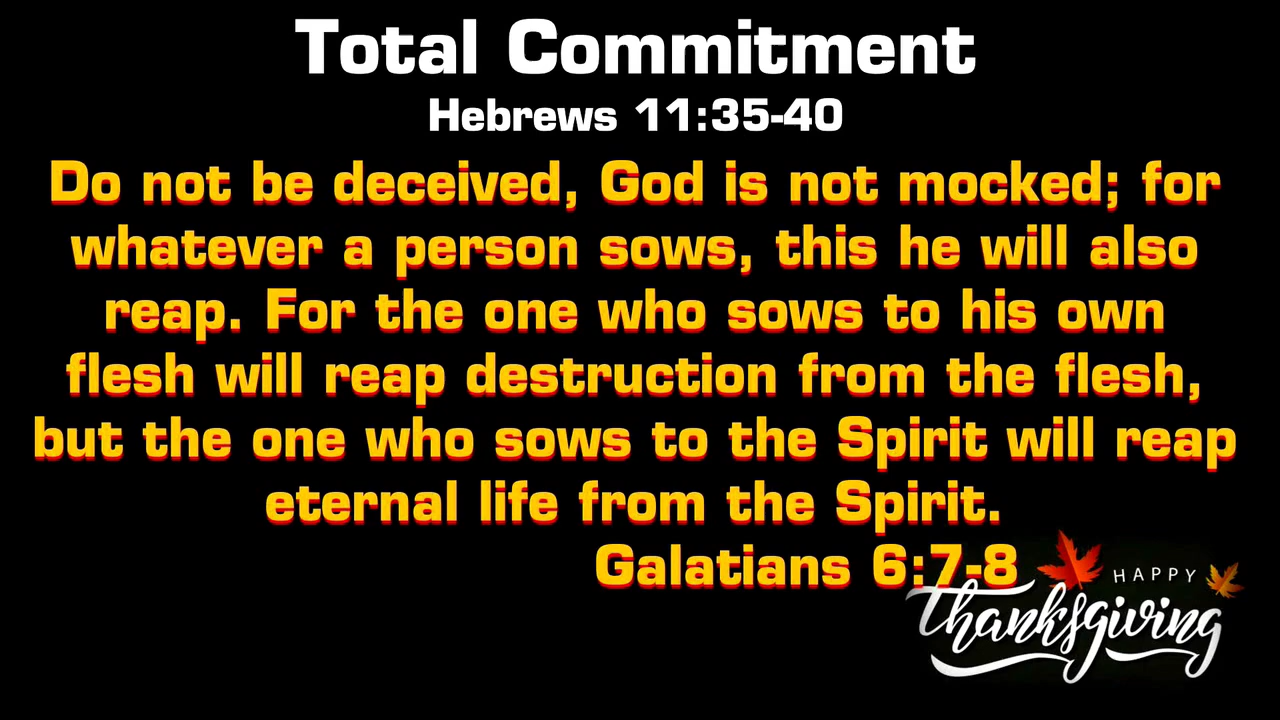 Total Commitment
Hebrews 11:35-40
Do not be deceived, God is not mocked; for
whatever a person sows, this he will also
reap. For the one who sows to his own
flesh will reap destruction from the flesh,
but the one who sows to the Spirit will reap
eternal life from the Spirit.
Galatians 6:7-8
HAPPY
Thanksgiving